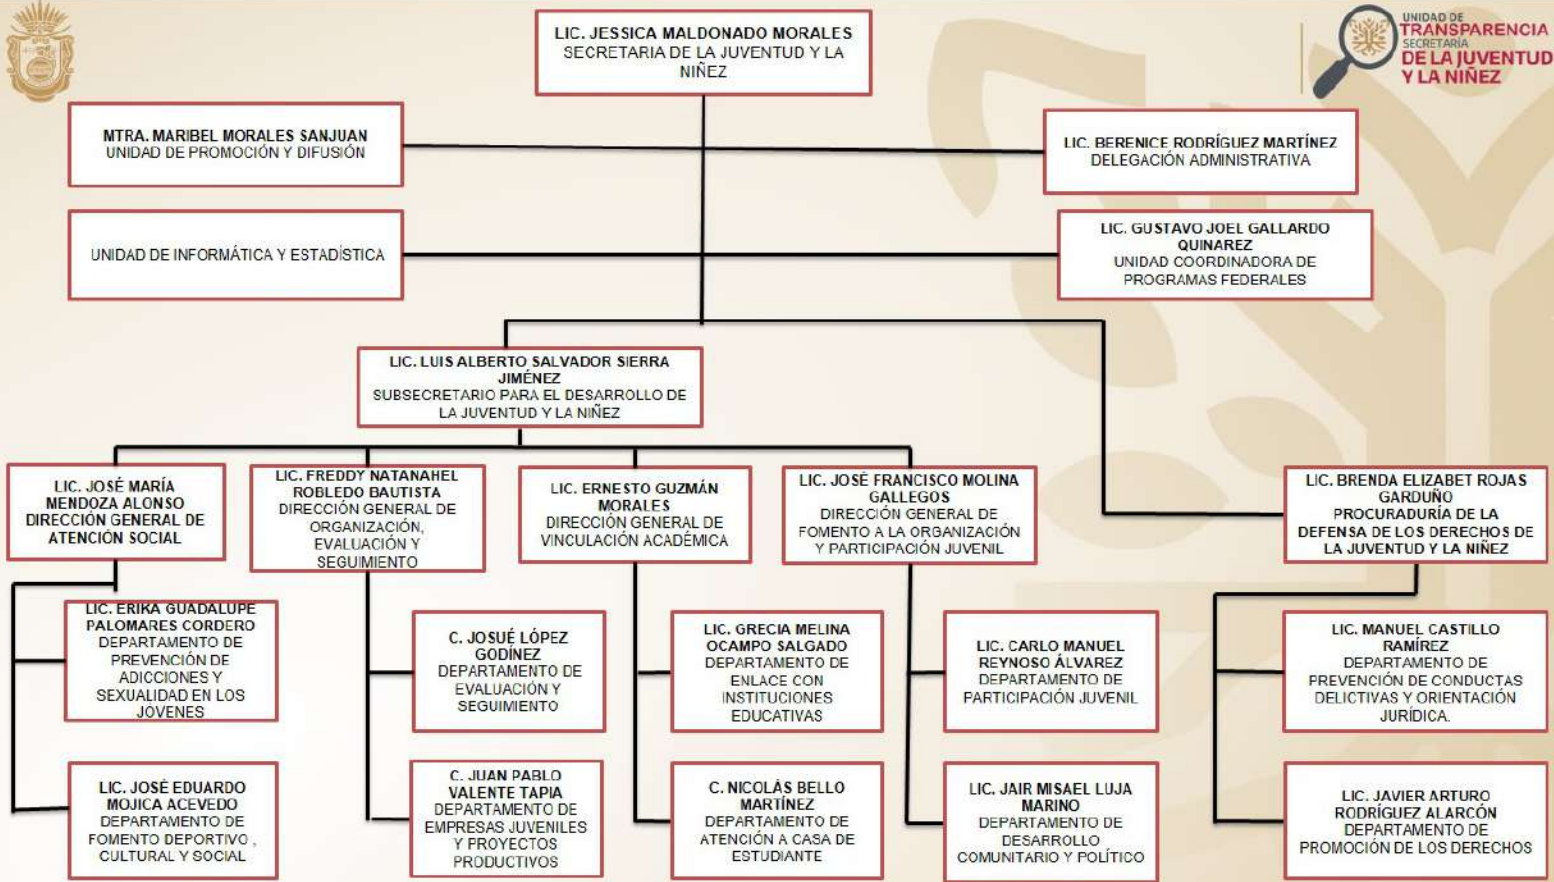 LIC. JESSICA MALDONADO MORALES
SECRETARIA DE LA JUVENTUD Y LA
NIÑEZ
UNIDAD DE
TRANSPARENCIA
SECRETARÍA
DE LA JUVENTUD
Y LA NIÑEZ
MTRA. MARIBEL MORALES SANJUAN
UNIDAD DE PROMOCIÓN Y DIFUSIÓN
LIC. BERENICE RODRÍGUEZ MARTÍNEZ
DELEGACIÓN ADMINISTRATIVA
UNIDAD DE INFORMÁTICA Y ESTADÍSTICA
LIC. GUSTAVO JOEL GALLARDO
QUINAREZ
UNIDAD COORDINADORA DE
PROGRAMAS FEDERALES
LIC. LUIS ALBERTO SALVADOR SIERRA
JIMÉNEZ
SUBSECRETARIO PARA EL DESARROLLO DE
LA JUVENTUD Y LA NIÑEZ
LIC. JOSÉ MARÍA
MENDOZA ALONSO
DIRECCIÓN GENERAL DE
ATENCIÓN SOCIAL
LIC. FREDDY NATANAHEL
ROBLEDO BAUTISTA
DIRECCIÓN GENERAL DE
ORGANIZACIÓN,
EVALUACIÓN Y
SEGUIMIENTO
LIC. ERNESTO GUZMÁN
MORALES
DIRECCIÓN GENERAL DE
VINCULACIÓN ACADÉMICA
LIC. JOSÉ FRANCISCO MOLINA
GALLEGOS
DIRECCIÓN GENERAL DE
FOMENTO A LA ORGANIZACIÓN
Y PARTICIPACIÓN JUVENIL
LIC. BRENDA ELIZABET ROJAS
GARDUÑO
PROCURADURÍA DE LA
DEFENSA DE LOS DERECHOS DE
LA JUVENTUD Y LA NIÑEZ
LIC. ERIKA GUADALUPE
PALOMARES CORDERO
DEPARTAMENTO DE
PREVENCIÓN DE
ADICCIONES Y
SEXUALIDAD EN LOS
JÓVENES
C. JOSUÉ LÓPEZ
GODÍNEZ
DEPARTAMENTO DE
EVALUACIÓN Y
SEGUIMIENTO
LIC. GRECIA MELINA
OCAMPO SALGADO
DEPARTAMENTO DE
ENLACE CON
INSTITUCIONES
EDUCATIVAS
LIC. CARLO MANUEL
REYNOSO ÁLVAREZ
DEPARTAMENTO DE
PARTICIPACIÓN JUVENIL
LIC. MANUEL CASTILLO
RAMÍREZ
DEPARTAMENTO DE
PREVENCIÓN DE CONDUCTAS
DELICTIVAS Y ORIENTACIÓN
JURÍDICA.
LIC. JOSÉ EDUARDO
MOJICA ACEVEDO
DEPARTAMENTO DE
FOMENTO DEPORTIVO ,
CULTURAL Y SOCIAL
C. JUAN PABLO
VALENTE TAPIA
DEPARTAMENTO DE
EMPRESAS JUVENILES
Y PROYECTOS
PRODUCTIVOS
C. NICOLÁS BELLO
MARTÍNEZ
DEPARTAMENTO DE
ATENCIÓN A CASA DE
ESTUDIANTE
LIC. JAIR MISAEL LUJA
MARINO
DEPARTAMENTO DE
DESARROLLO
COMUNITARIO Y POLÍTICO
LIC. JAVIER ARTURO
RODRÍGUEZ ALARCÓN
DEPARTAMENTO DE
PROMOCIÓN DE LOS DERECHOS